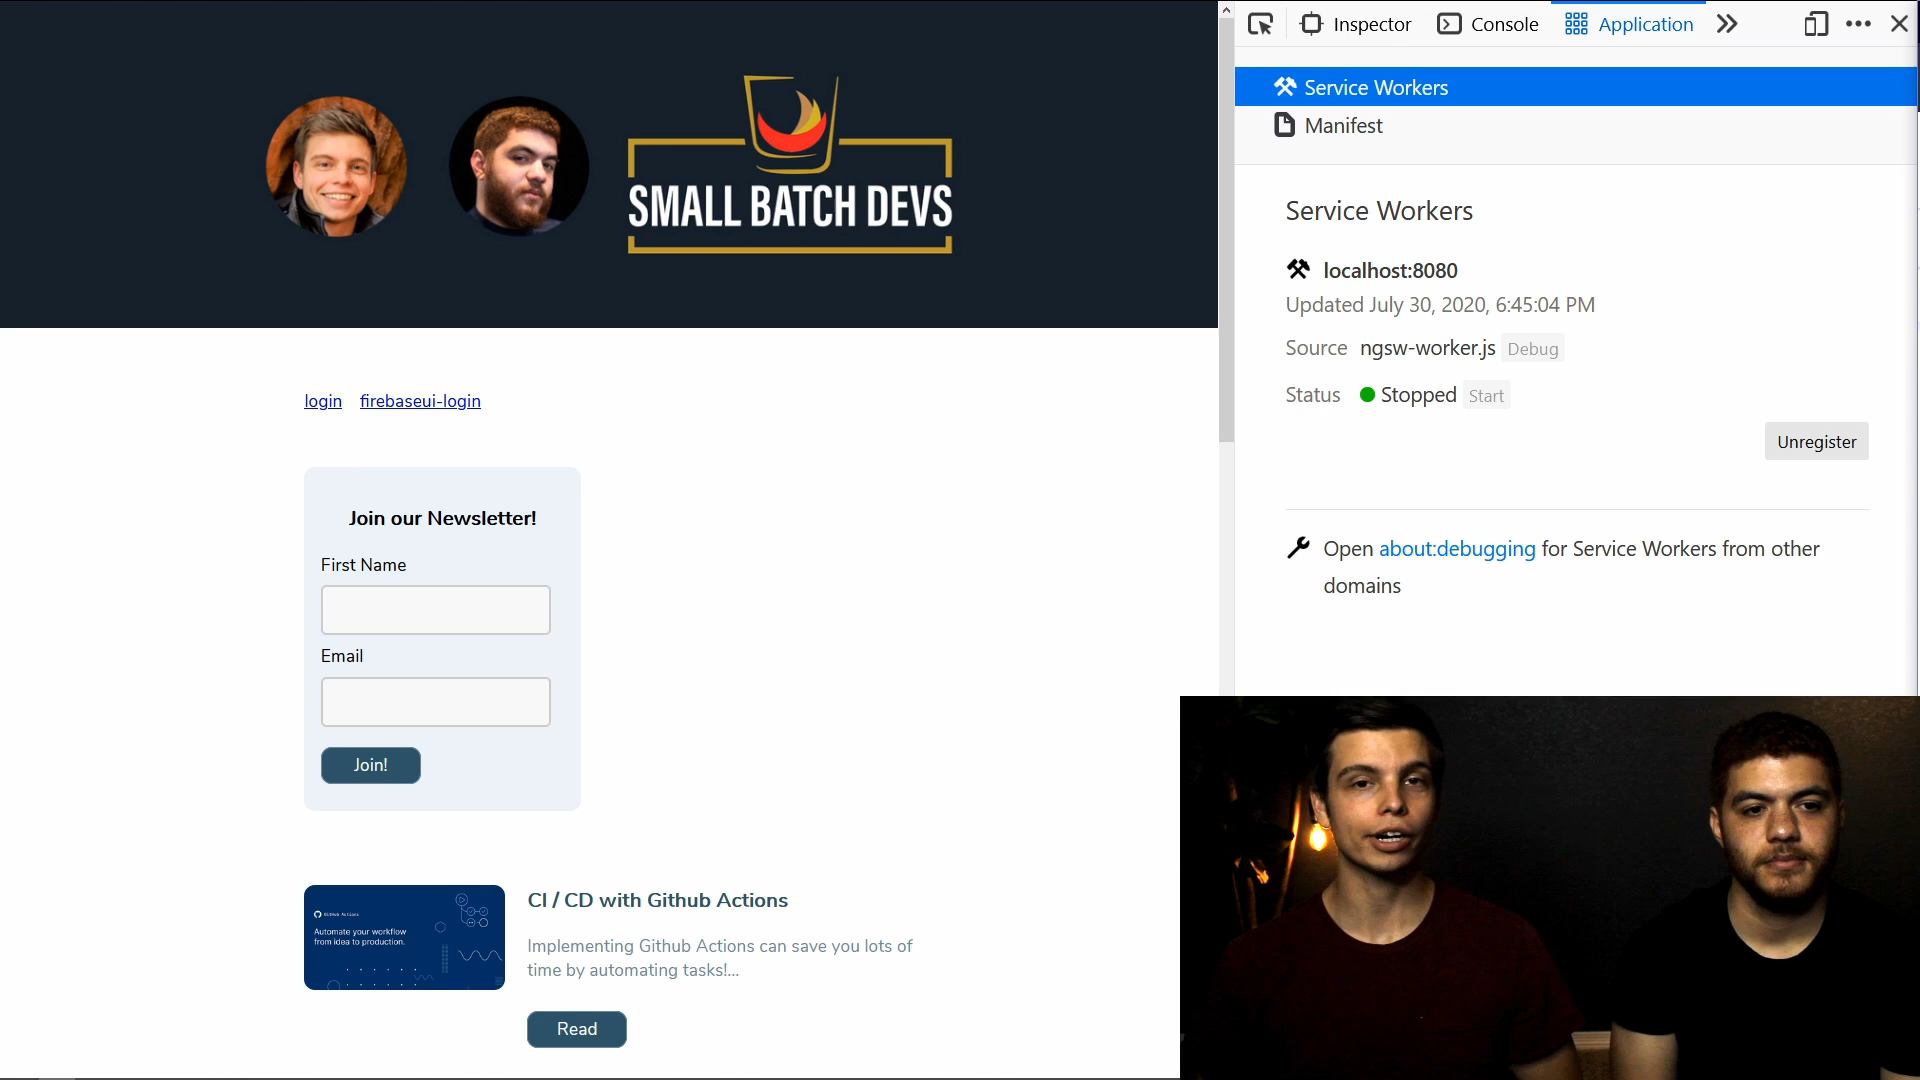 SMALL BATCH DEVS
login firebaseui-login
Join our Newsletter!
First Name
Email
Join!
GitHub Actions
Automate your workflow
from idea to production.
CI / CD with Github Actions
Implementing Github Actions can save you lots of
time by automating tasks!...
Read
Inspector Console Application
Service Workers
Manifest
Service Workers
localhost:8080
Updated July 30, 2020, 6:45:04 PM
Source ngsw-worker.js Debug
Status Stopped Start
Unregister
Open about:debugging for Service Workers from other
domains